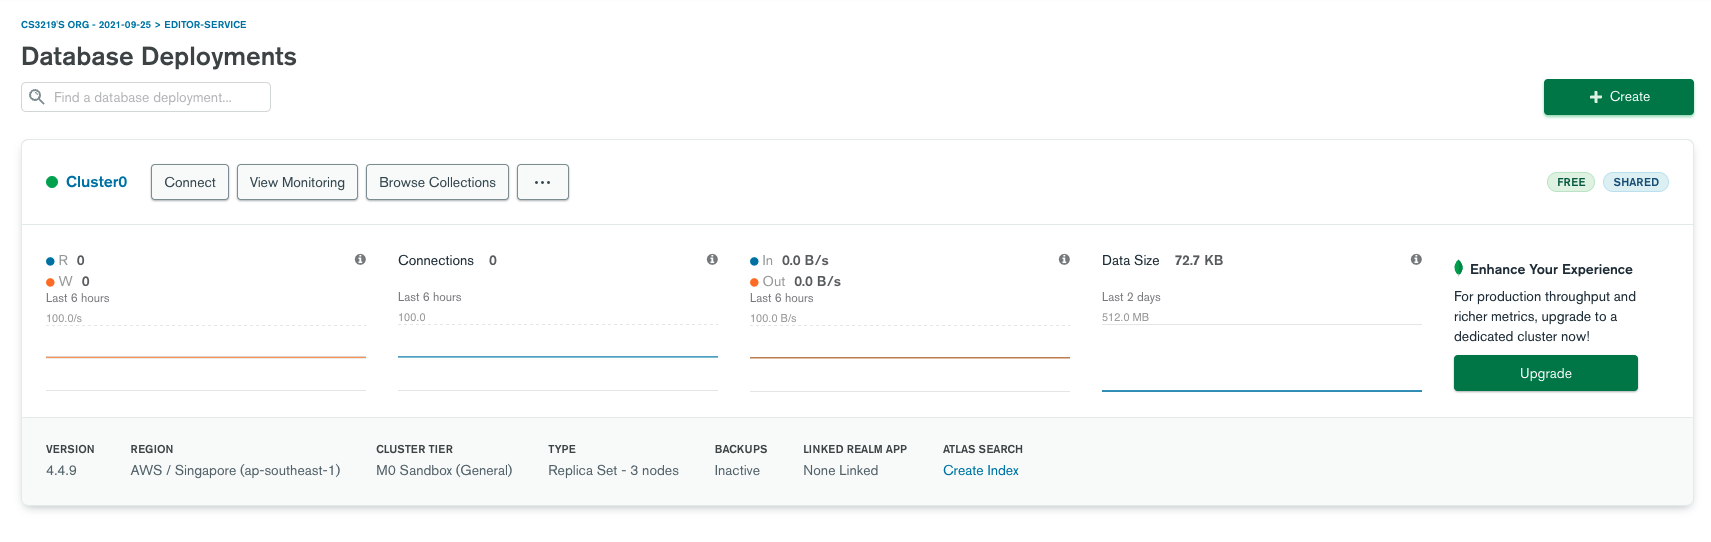 CS3219'S ORG - 2021-09-25 > EDITOR-SERVICE
Database Deployments
Find a database deployment...
Create
Cluster0
Connect
View Monitoring
Browse Collections
...
FREE
SHARED
R 0
W 0
Last 6 hours
100.0/s
Connections 0
Last 6 hours
100.0
In 0.0 B/s
Out 0.0 B/s
Last 6 hours
100.0 B/s
Data Size 72.7 KB
Last 2 days
512.0 MB
Enhance Your Experience
For production throughput and
richer metrics, upgrade to a
dedicated cluster now!
Upgrade
VERSION
4.4.9
REGION
AWS / Singapore (ap-southeast-1)
CLUSTER TIER
M0 Sandbox (General)
TYPE
Replica Set - 3 nodes
BACKUPS
Inactive
LINKED REALM APP
None Linked
ATLAS SEARCH
Create Index